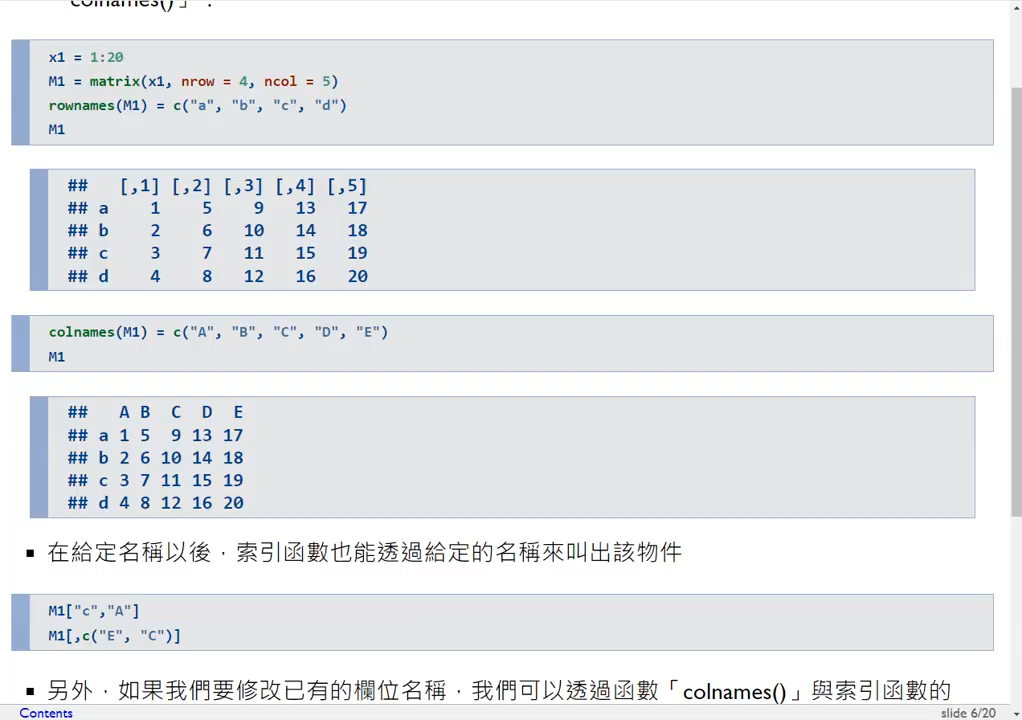 colnames()」：
x1 = 1:20
M1 = matrix(x1, nrow = 4, ncol = 5)
rownames(M1) = c("a", "b", "c", "d")
M1
##   [,1] [,2] [,3] [,4] [,5]
## a    1    5    9   13   17
## b    2    6   10   14   18
## c    3    7   11   15   19
## d    4    8   12   16   20
colnames(M1) = c("A", "B", "C", "D", "E")
M1
##   A B  C  D  E
## a 1 5  9 13 17
## b 2 6 10 14 18
## c 3 7 11 15 19
## d 4 8 12 16 20
在給定名稱以後，索引函數也能透過給定的名稱來叫出該物件
M1["c","A"]
M1[,c("E", "C")]
另外，如果我們要修改已有的欄位名稱，我們可以透過函數「colnames()」與索引函數的
Contents
slide 6/20